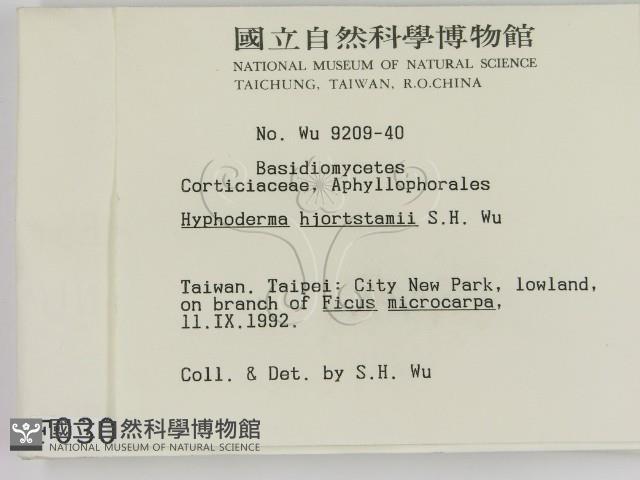 國立自然科學博物館
NATIONAL MUSEUM OF NATURAL SCIENCE
TAICHUNG, TAIWAN, R.O.CHINA
No. Wu 9209-40
Basidiomycetes
Corticiaceae, Aphyllophorales
Hyphoderma hjortstamii S.H. Wu
Taiwan. Taipei: City New Park, lowland,
on branch of Ficus microcarpa,
11.IX.1992.
Coll. & Det. by S.H. Wu
國立自然科學博物館
NATIONAL MUSEUM OF NATURAL SCIENCE